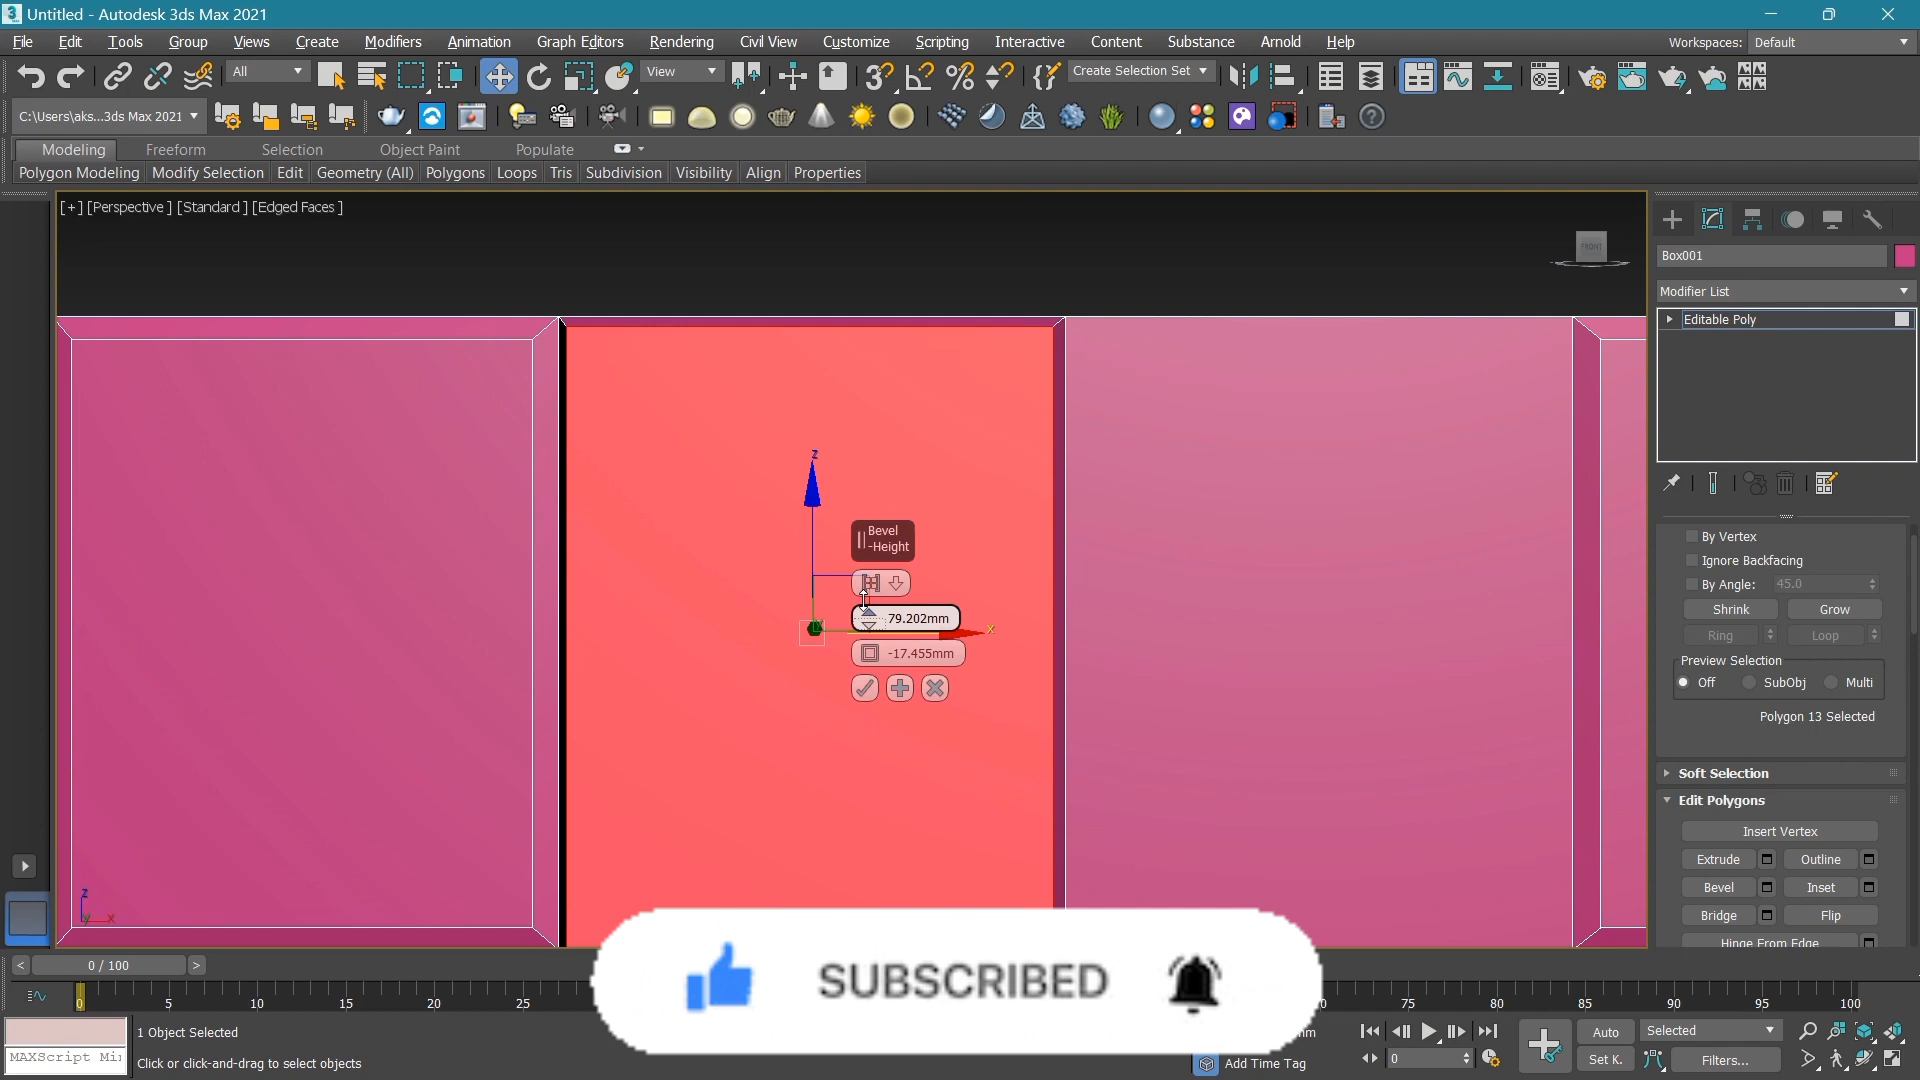 Untitled - Autodesk 3ds Max 2021
File Edit Tools Group Views Create Modifiers Animation Graph Editors Rendering Civil View Customize Scripting Interactive Content Substance Arnold Help Workspaces: Default
All View Create Selection Set
C:\Users\aks...3ds Max 2021
Modeling Freeform Selection Object Paint Populate
Polygon Modeling Modify Selection Edit Geometry (All) Polygons Loops Tris Subdivision Visibility Align Properties
[+] [Perspective] [Standard] [Edged Faces]
FRONT
Box001
Modifier List
Editable Poly
z
Bevel
-Height
79.202mm
x
-17.455mm
By Vertex
Ignore Backfacing
By Angle: 45.0
Shrink Grow
Ring Loop
Preview Selection
Off SubObj Multi
Polygon 13 Selected
Soft Selection
Edit Polygons
Insert Vertex
Extrude Outline
Bevel Inset
Bridge Flip
Hinge From Edge
z
y x
< 0 / 100 >
0 5 10 15 20 25 75 80 85 90 95 100
SUBSCRIBED
1 Object Selected
MAXScript Mi
Click or click-and-drag to select objects
Add Time Tag
0
Auto Selected
Set K. Filters...